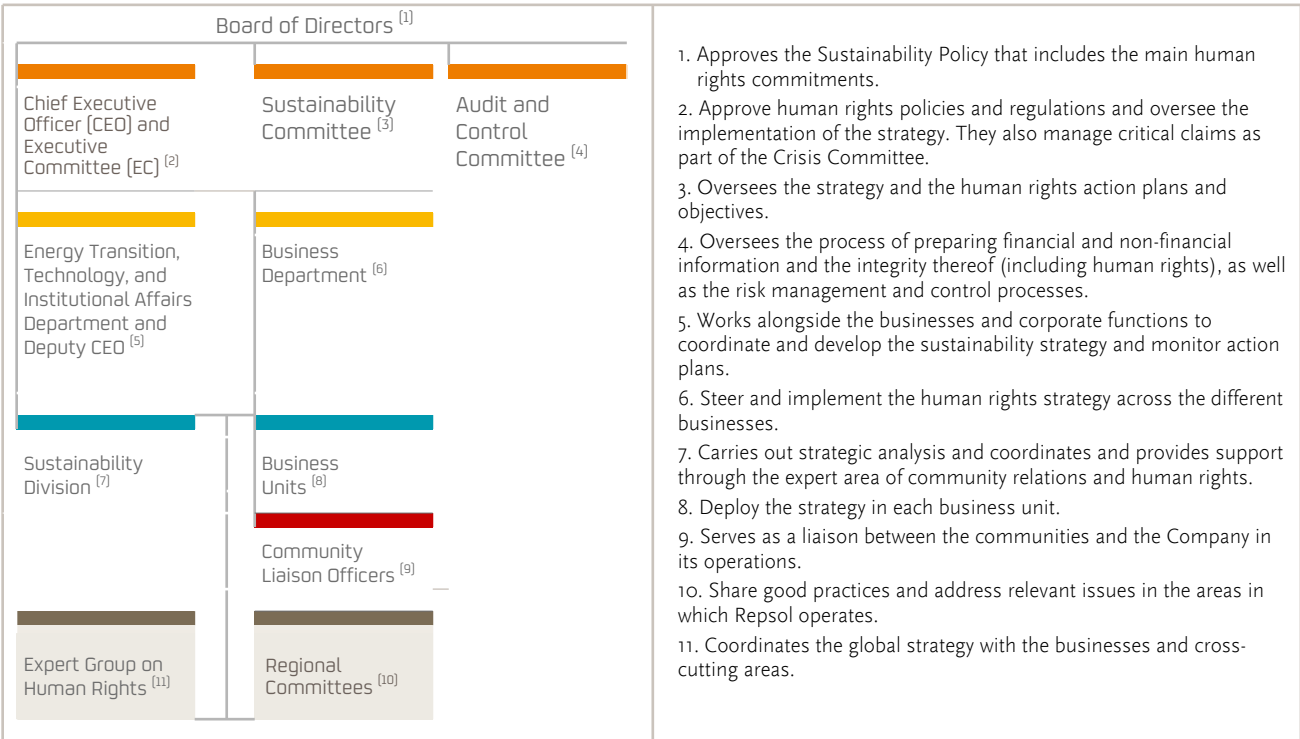 Board of Directors (1)
Chief Executive
Officer (CEO) and
Executive
Committee (EC) (2)
Sustainability
Committee (3)
Audit and
Control
Committee (4)
Energy Transition,
Technology, and
Institutional Affairs
Department and
Deputy CEO (5)
Business
Department (6)
Sustainability
Division (7)
Business
Units (8)
Community
Liaison Officers (9)
Expert Group on
Human Rights (11)
Regional
Committees (10)
1. Approves the Sustainability Policy that includes the main human
rights commitments.
2. Approve human rights policies and regulations and oversee the
implementation of the strategy. They also manage critical claims as
part of the Crisis Committee.
3. Oversees the strategy and the human rights action plans and
objectives.
4. Oversees the process of preparing financial and non-financial
information and the integrity thereof (including human rights), as well
as the risk management and control processes.
5. Works alongside the businesses and corporate functions to
coordinate and develop the sustainability strategy and monitor action
plans.
6. Steer and implement the human rights strategy across the different
businesses.
7. Carries out strategic analysis and coordinates and provides support
through the expert area of community relations and human rights.
8. Deploy the strategy in each business unit.
9. Serves as a liaison between the communities and the Company in
its operations.
10. Share good practices and address relevant issues in the areas in
which Repsol operates.
11. Coordinates the global strategy with the businesses and cross-
cutting areas.